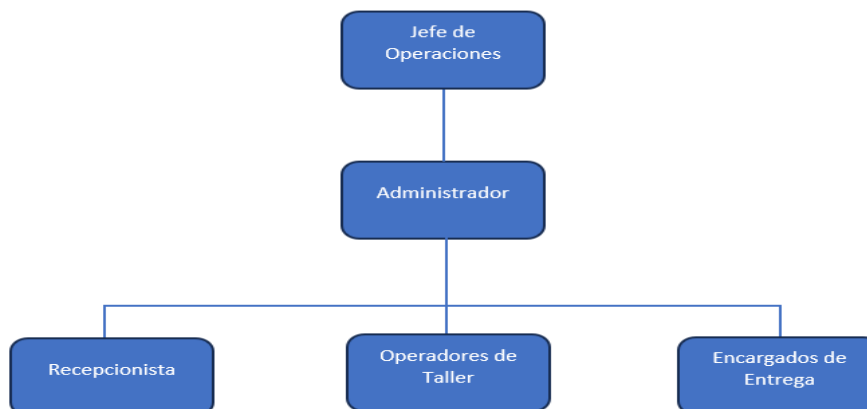 Jefe de
Operaciones
Administrador
Recepcionista
Operadores de
Taller
Encargados de
Entrega